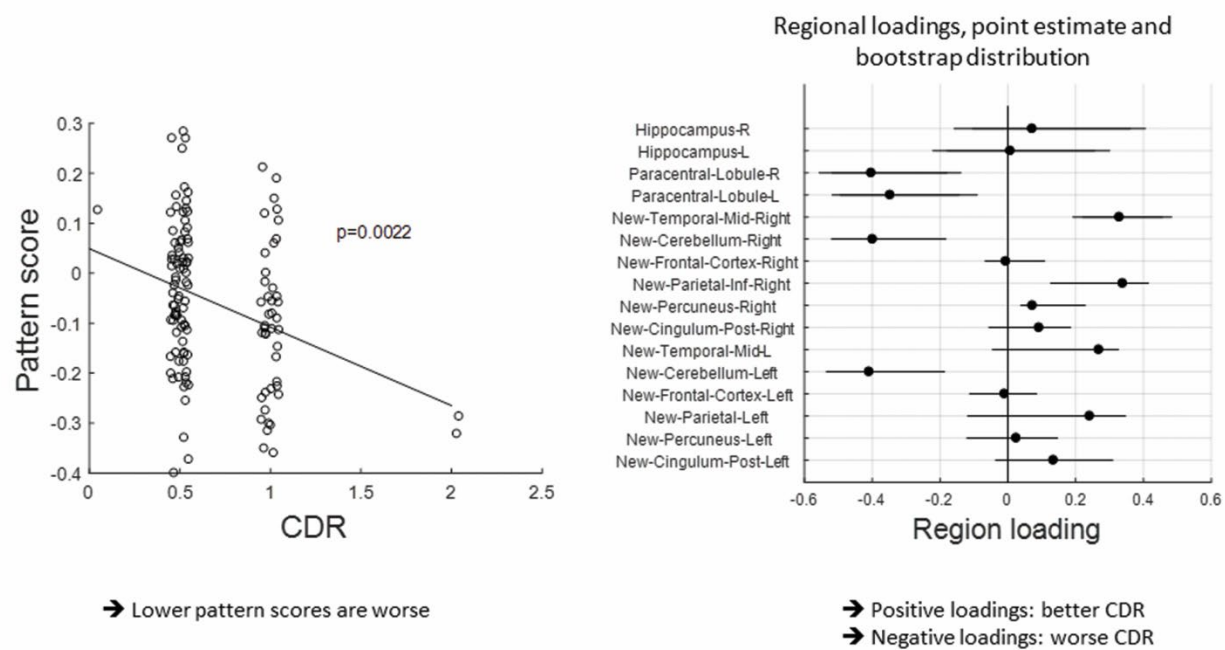 Regional loadings, point estimate and
bootstrap distribution
0.3
0.2
0.1
0
-0.1
-0.2
-0.3
-0.4
Pattern score
p=0.0022
0
0.5
1
1.5
2
2.5
CDR
Hippocampus-R
Hippocampus-L
Paracentral-Lobule-R
Paracentral-Lobule-L
New-Temporal-Mid-Right
New-Cerebellum-Right
New-Frontal-Cortex-Right
New-Parietal-Inf-Right
New-Percuneus-Right
New-Cingulum-Post-Right
New-Temporal-Mid-L
New-Cerebellum-Left
New-Frontal-Cortex-Left
New-Parietal-Left
New-Percuneus-Left
New-Cingulum-Post-Left
-0.6
-0.4
-0.2
0
0.2
0.4
0.6
Region loading
➔ Lower pattern scores are worse
➔ Positive loadings: better CDR
➔ Negative loadings: worse CDR